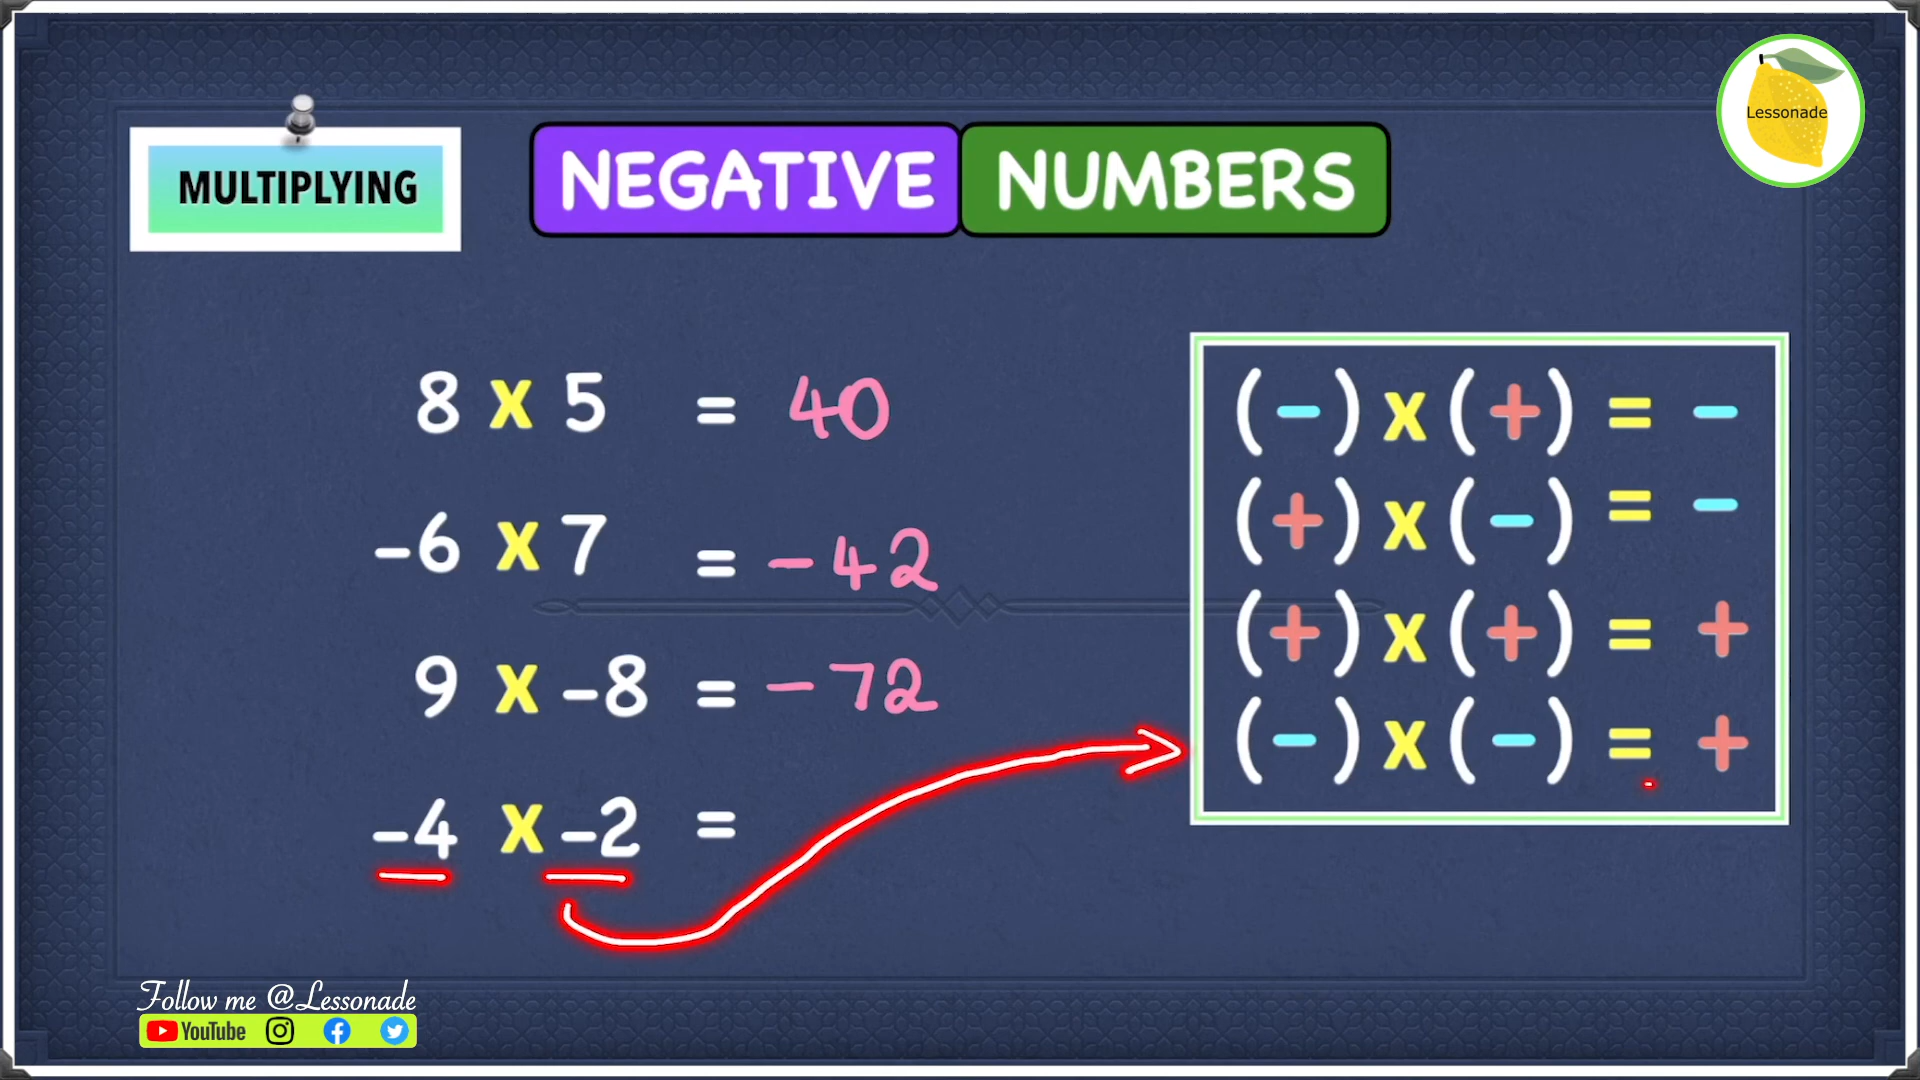 MULTIPLYING
NEGATIVE NUMBERS
Lessonade
8 x 5 = 40
-6 x 7 = -42
9 x -8 = -72
-4 x -2 =
(-) x (+) = -
(+) x (-) = -
(+) x (+) = +
(-) x (-) = +
Follow me @Lessonade
YouTube